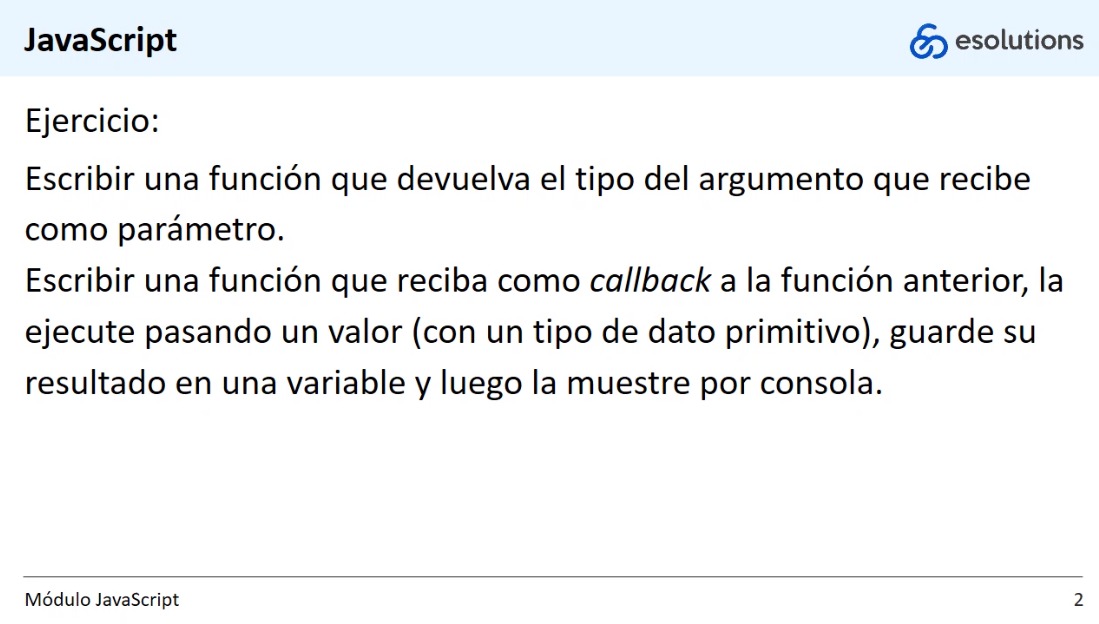 JavaScript
esolutions
Ejercicio:
Escribir una función que devuelva el tipo del argumento que recibe
como parámetro.
Escribir una función que reciba como callback a la función anterior, la
ejecute pasando un valor (con un tipo de dato primitivo), guarde su
resultado en una variable y luego la muestre por consola.
Módulo JavaScript
2